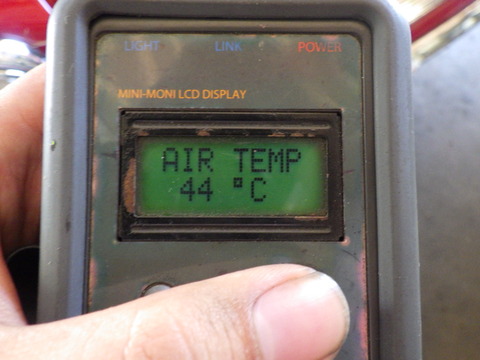 LIGHT LINK POWER
MINI-MONI LCD DISPLAY
AIR TEMP
44 °C